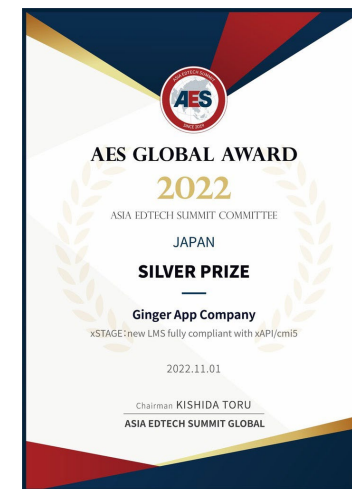 ASIA EDTECH SUMMIT
AES
SINCE 2020
AES GLOBAL AWARD
2022
ASIA EDTECH SUMMIT COMMITTEE
JAPAN
SILVER PRIZE
Ginger App Company
xSTAGE：new LMS fully compliant with xAPI/cmi5
2022.11.01
Chairman KISHIDA TORU
ASIA EDTECH SUMMIT GLOBAL